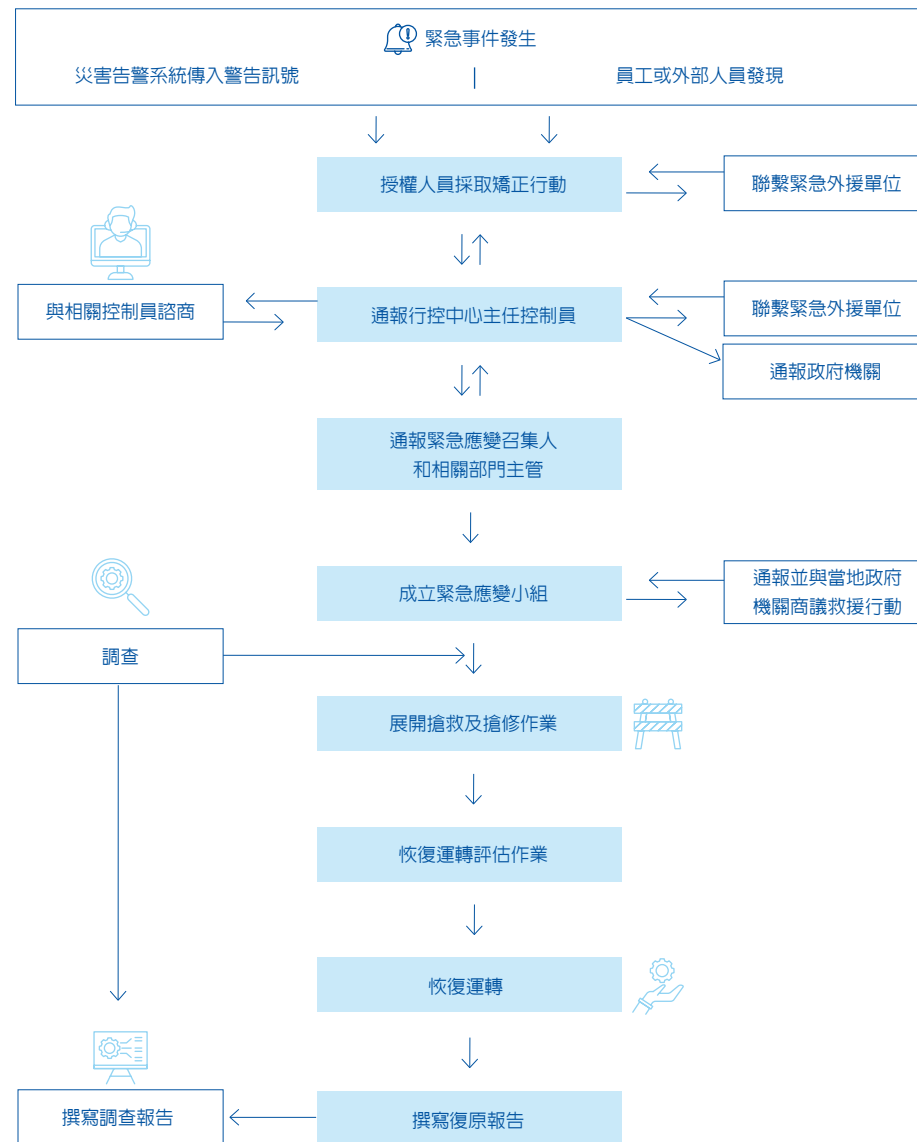 緊急事件發生
災害告警系統傳入警告訊號
員工或外部人員發現
授權人員採取矯正行動
聯繫緊急外援單位
與相關控制員諮商
通報行控中心主任控制員
聯繫緊急外援單位
通報政府機關
通報緊急應變召集人
和相關部門主管
成立緊急應變小組
通報並與當地政府
機關商議救援行動
調查
展開搶救及搶修作業
恢復運轉評估作業
恢復運轉
撰寫調查報告
撰寫復原報告